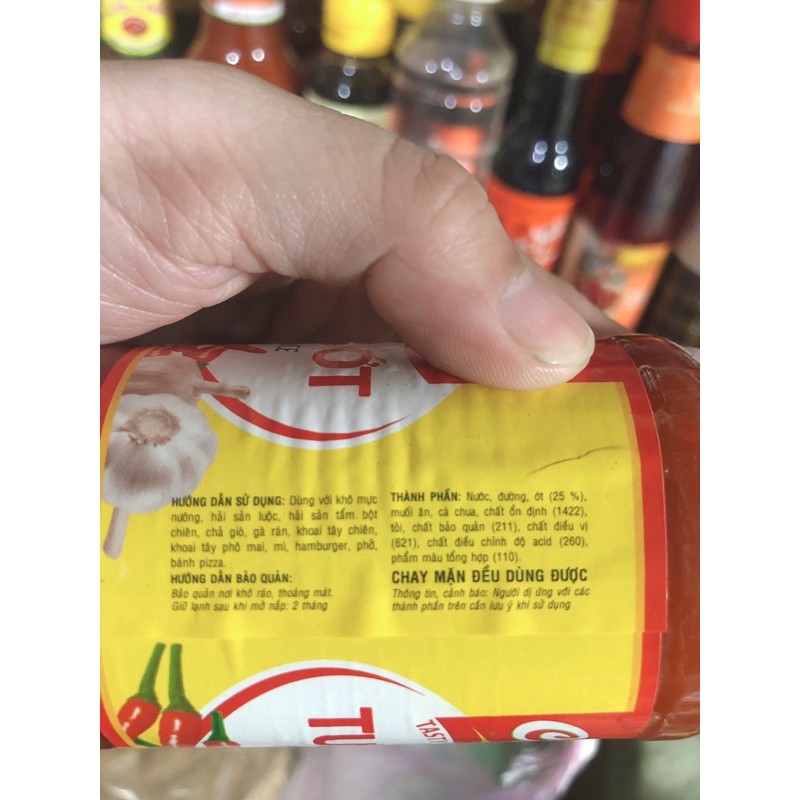 ỚT
HƯỚNG DẪN SỬ DỤNG: Dùng với khô mực
nướng, hải sản luộc, hải sản tẩm bột
chiên, chả giò, gà rán, khoai tây chiên,
khoai tây phô mai, mì, hamburger, phở,
bánh pizza.
HƯỚNG DẪN BẢO QUẢN:
Bảo quản nơi khô ráo, thoáng mát.
Giữ lạnh sau khi mở nắp: 2 tháng
THÀNH PHẦN: Nước, đường, ớt (25 %),
muối ăn, cà chua, chất ổn định (1422),
tỏi, chất bảo quản (211), chất điều vị
(621), chất điều chỉnh độ acid (260),
phẩm màu tổng hợp (110).
CHAY MẶN ĐỀU DÙNG ĐƯỢC
Thông tin, cảnh báo: Người dị ứng với các
thành phần trên cần lưu ý khi sử dụng.
TƯ